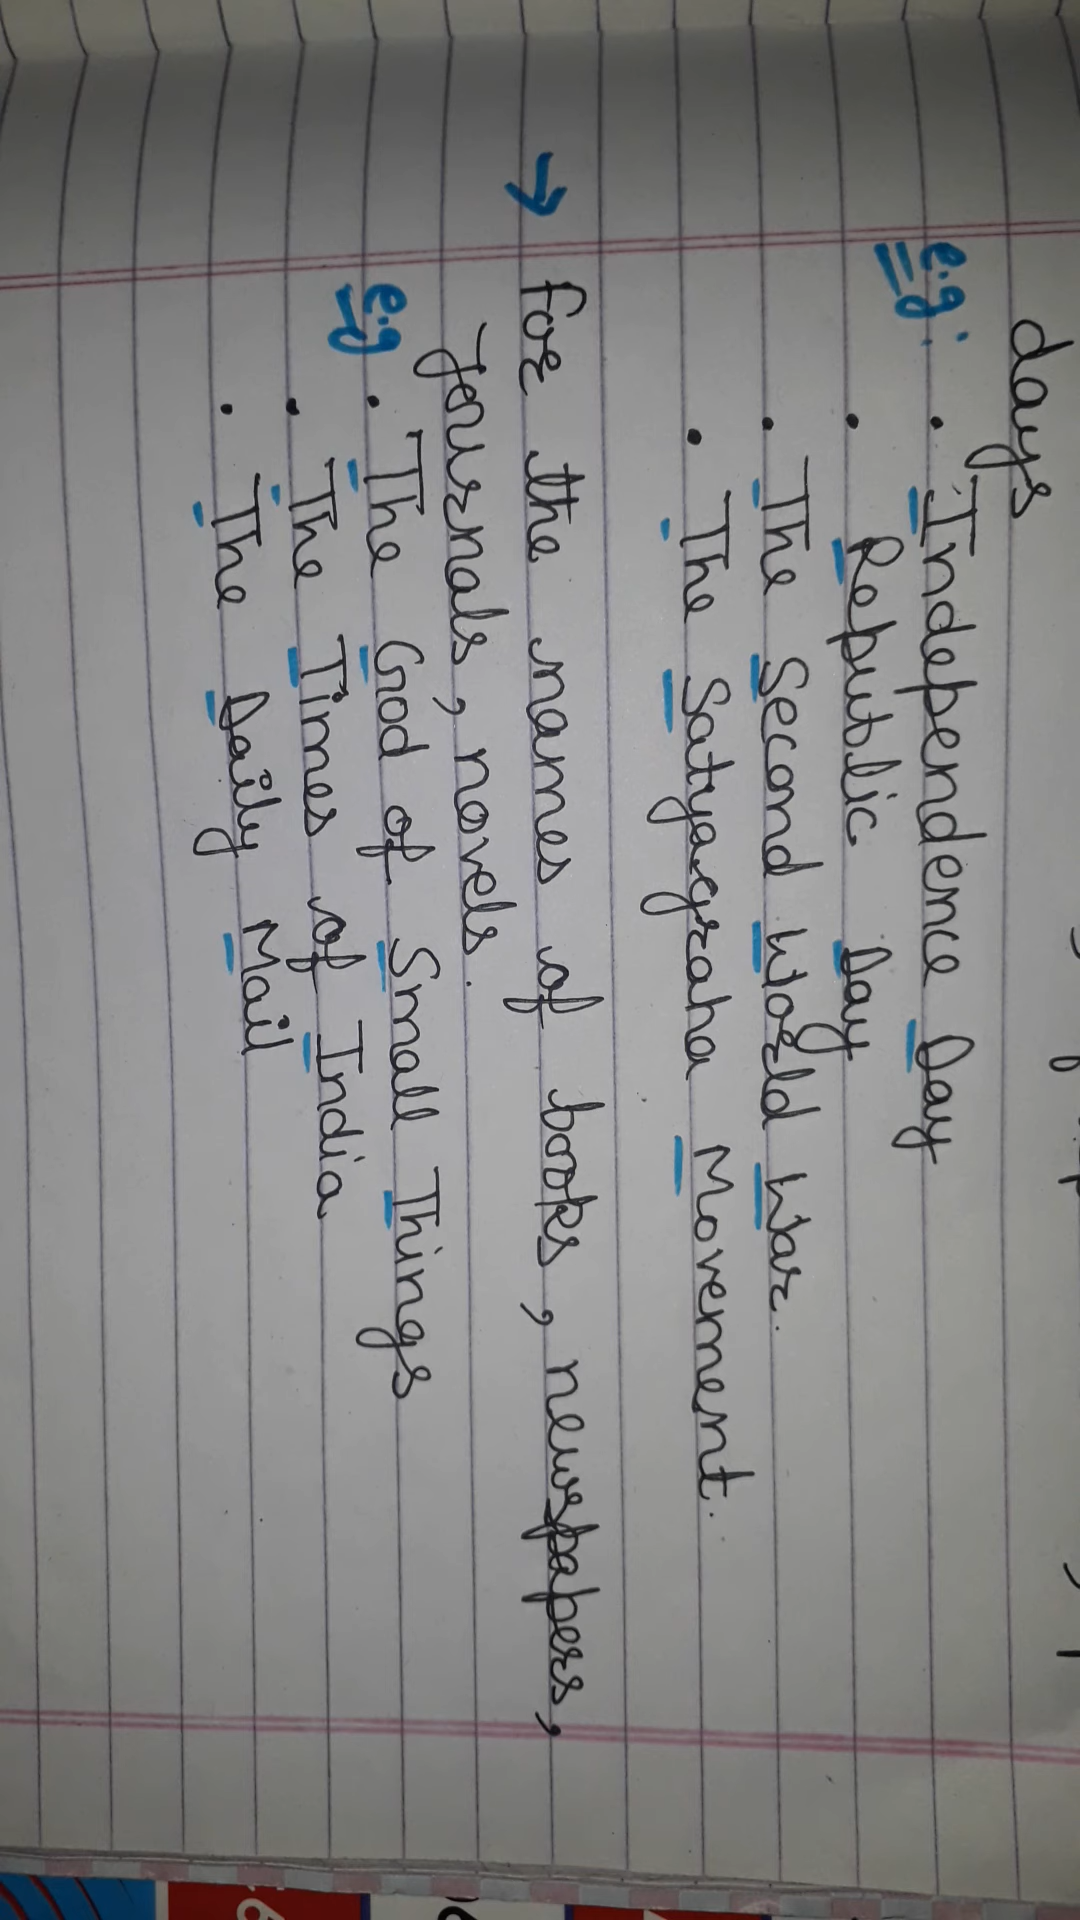 days
e.g: • Independence Day
• Republic Day
• The Second World War.
• The Satyagraha Movement.
→ for the names of books, newspapers,
Journals, novels.
e.g • The God of Small Things
• The Times of India
• The Daily Mail